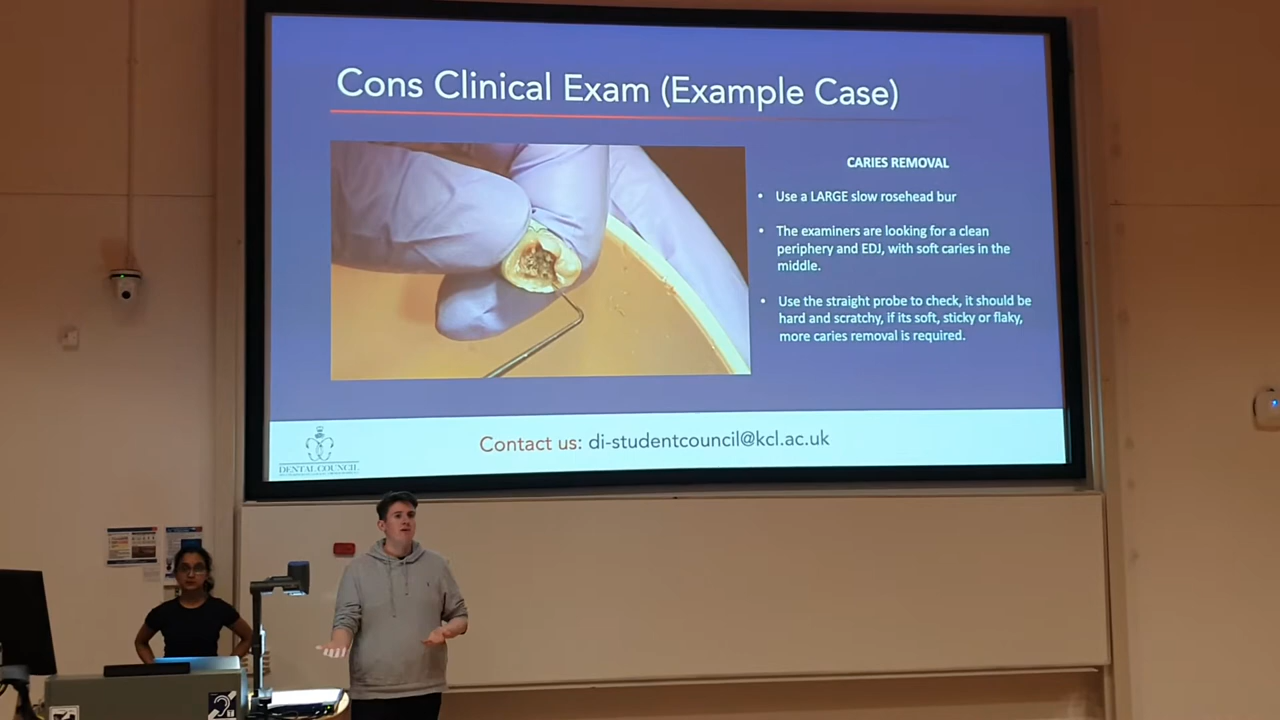 Cons Clinical Exam (Example Case)
CARIES REMOVAL
• Use a LARGE slow rosehead bur
• The examiners are looking for a clean
periphery and EDJ, with soft caries in the
middle.
• Use the straight probe to check, it should be
hard and scratchy, if its soft, sticky or flaky,
more caries removal is required.
DENTAL COUNCIL
Contact us: di-studentcouncil@kcl.ac.uk